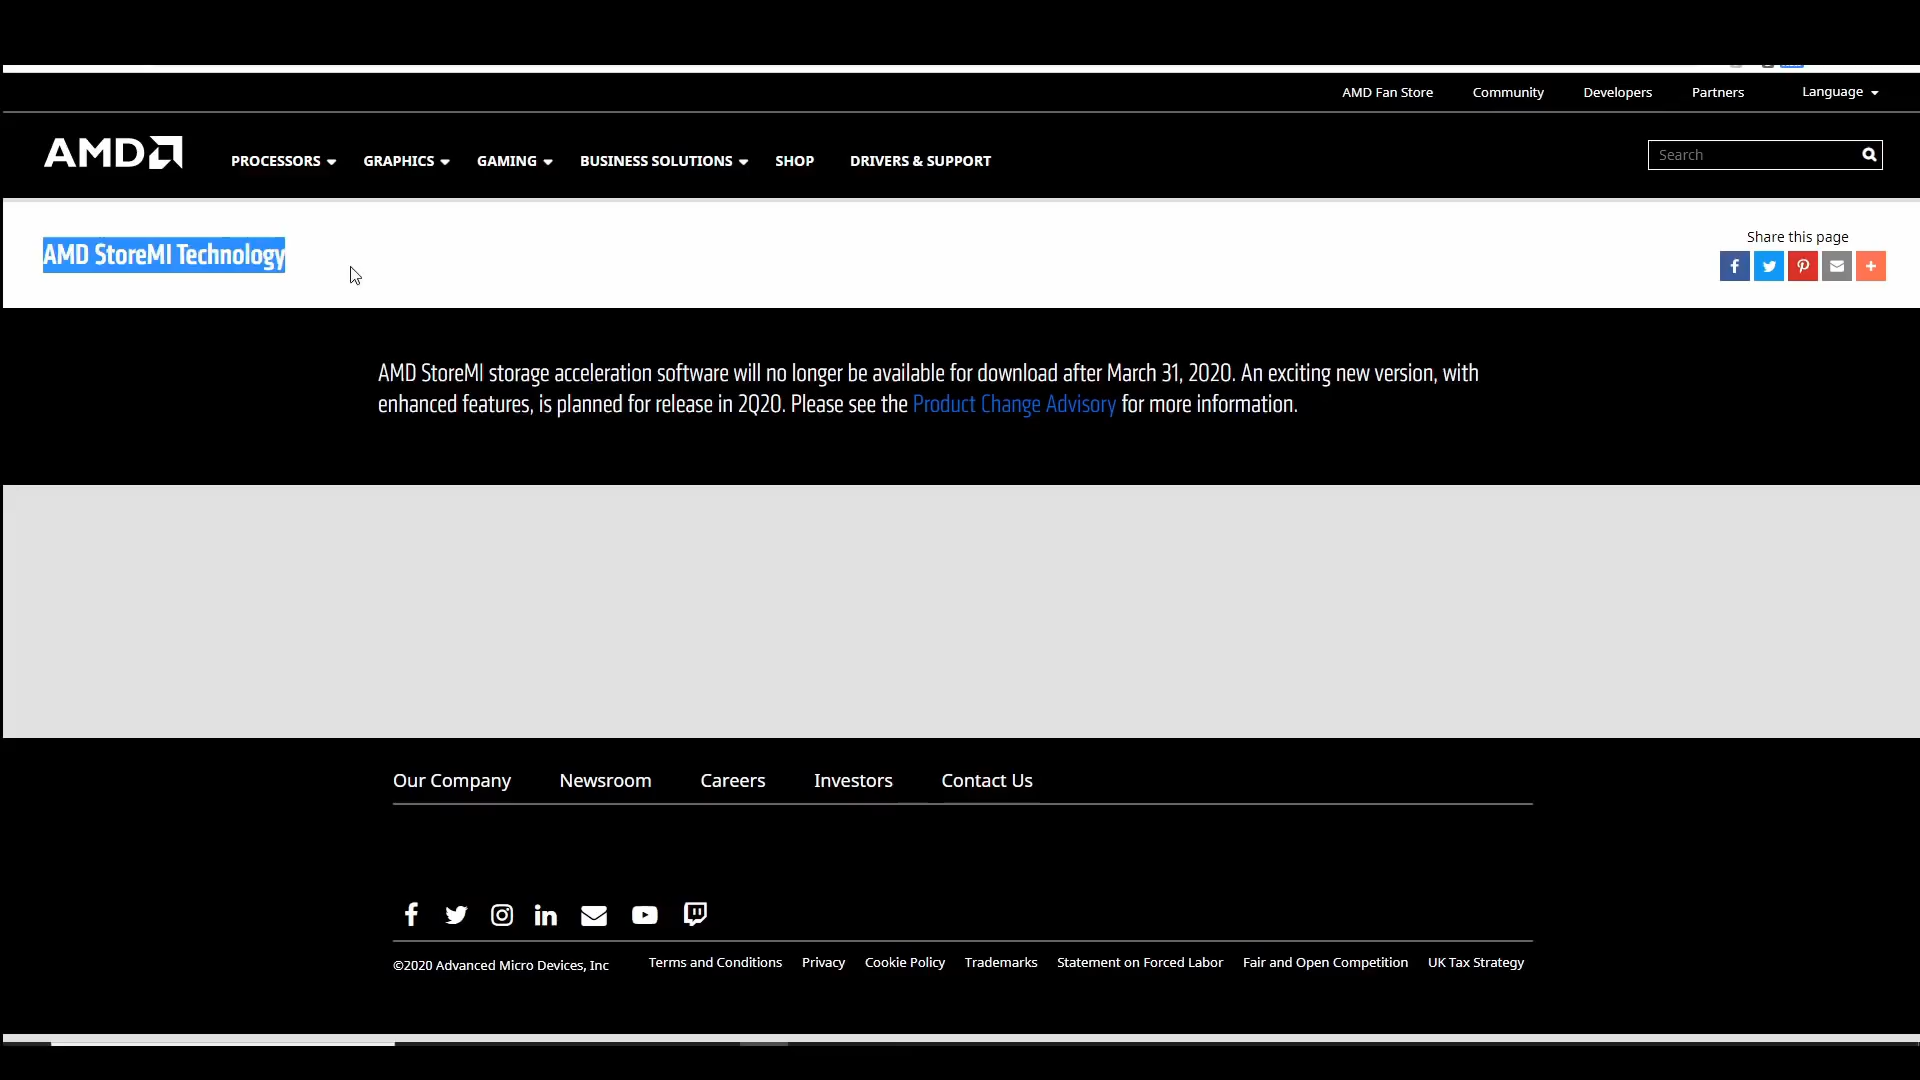 AMD Fan Store Community Developers Partners Language
AMD PROCESSORS GRAPHICS GAMING BUSINESS SOLUTIONS SHOP DRIVERS & SUPPORT Search
AMD StoreMI Technology
Share this page
AMD StoreMI storage acceleration software will no longer be available for download after March 31, 2020. An exciting new version, with
enhanced features, is planned for release in 2Q20. Please see the Product Change Advisory for more information.
Our Company Newsroom Careers Investors Contact Us
©2020 Advanced Micro Devices, Inc Terms and Conditions Privacy Cookie Policy Trademarks Statement on Forced Labor Fair and Open Competition UK Tax Strategy